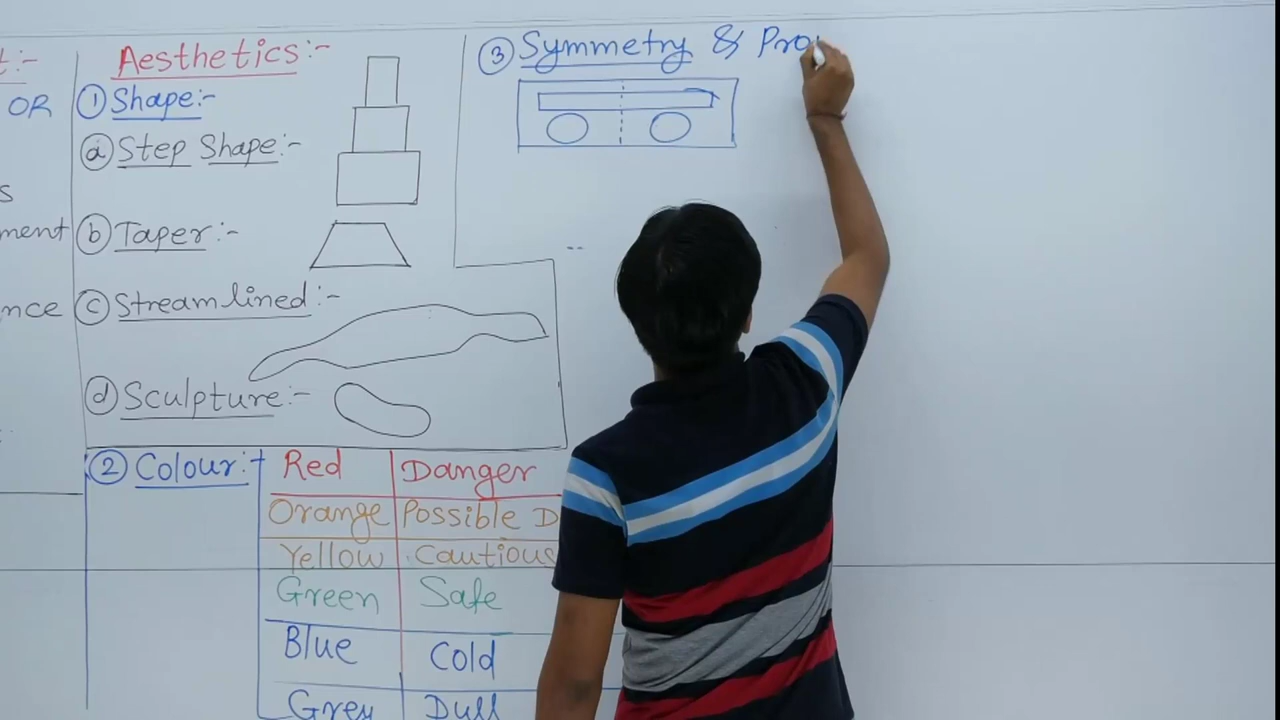 t:-
OR
s
ment
nce
Aesthetics:-
① Shape:-
ⓐ Step Shape:-
ⓑ Taper:-
ⓒ Streamlined:-
ⓓ Sculpture:-
② Colour:-
Red Danger
Orange Possible D
Yellow Cautious
Green Safe
Blue Cold
Grey Dull
③ Symmetry & Pro